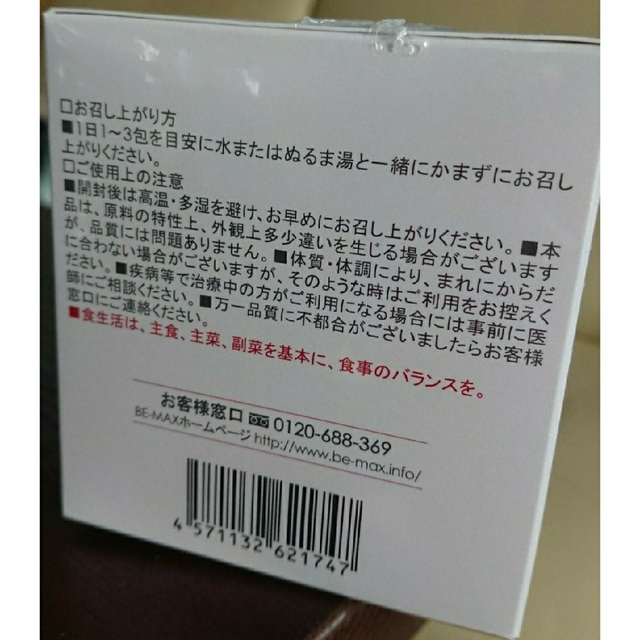 □お召し上がり方
■1日1～3包を目安に水またはぬるま湯と一緒にかまずにお召し
上がりください。
□ご使用上の注意
■開封後は高温・多湿を避け、お早めにお召し上がりください。■本
品は、原料の特性上、外観上多少違いを生じる場合がございます
が、品質には問題ありません。■体質・体調により、まれにからだ
に合わない場合がございますが、そのような時はご利用をお控えく
ださい。■疾病等で治療中の方がご利用になる場合には事前に医
師にご相談ください。■万一品質に不都合がございましたらお客様
窓口にご連絡ください。
■食生活は、主食、主菜、副菜を基本に、食事のバランスを。
お客様窓口 0120-688-369
BE-MAXホームページ http://www.be-max.info/
4 571132 621747